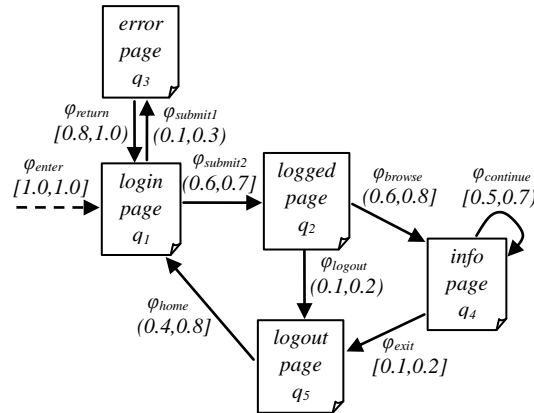 error
page
q3
φreturn
[0.8,1.0)
φsubmit1
(0.1,0.3)
φenter
[1.0,1.0]
login
page
q1
φsubmit2
(0.6,0.7]
logged
page
q2
φbrowse
(0.6,0.8]
φcontinue
[0.5,0.7)
φlogout
(0.1,0.2)
info
page
q4
φhome
(0.4,0.8]
logout
page
q5
φexit
[0.1,0.2]